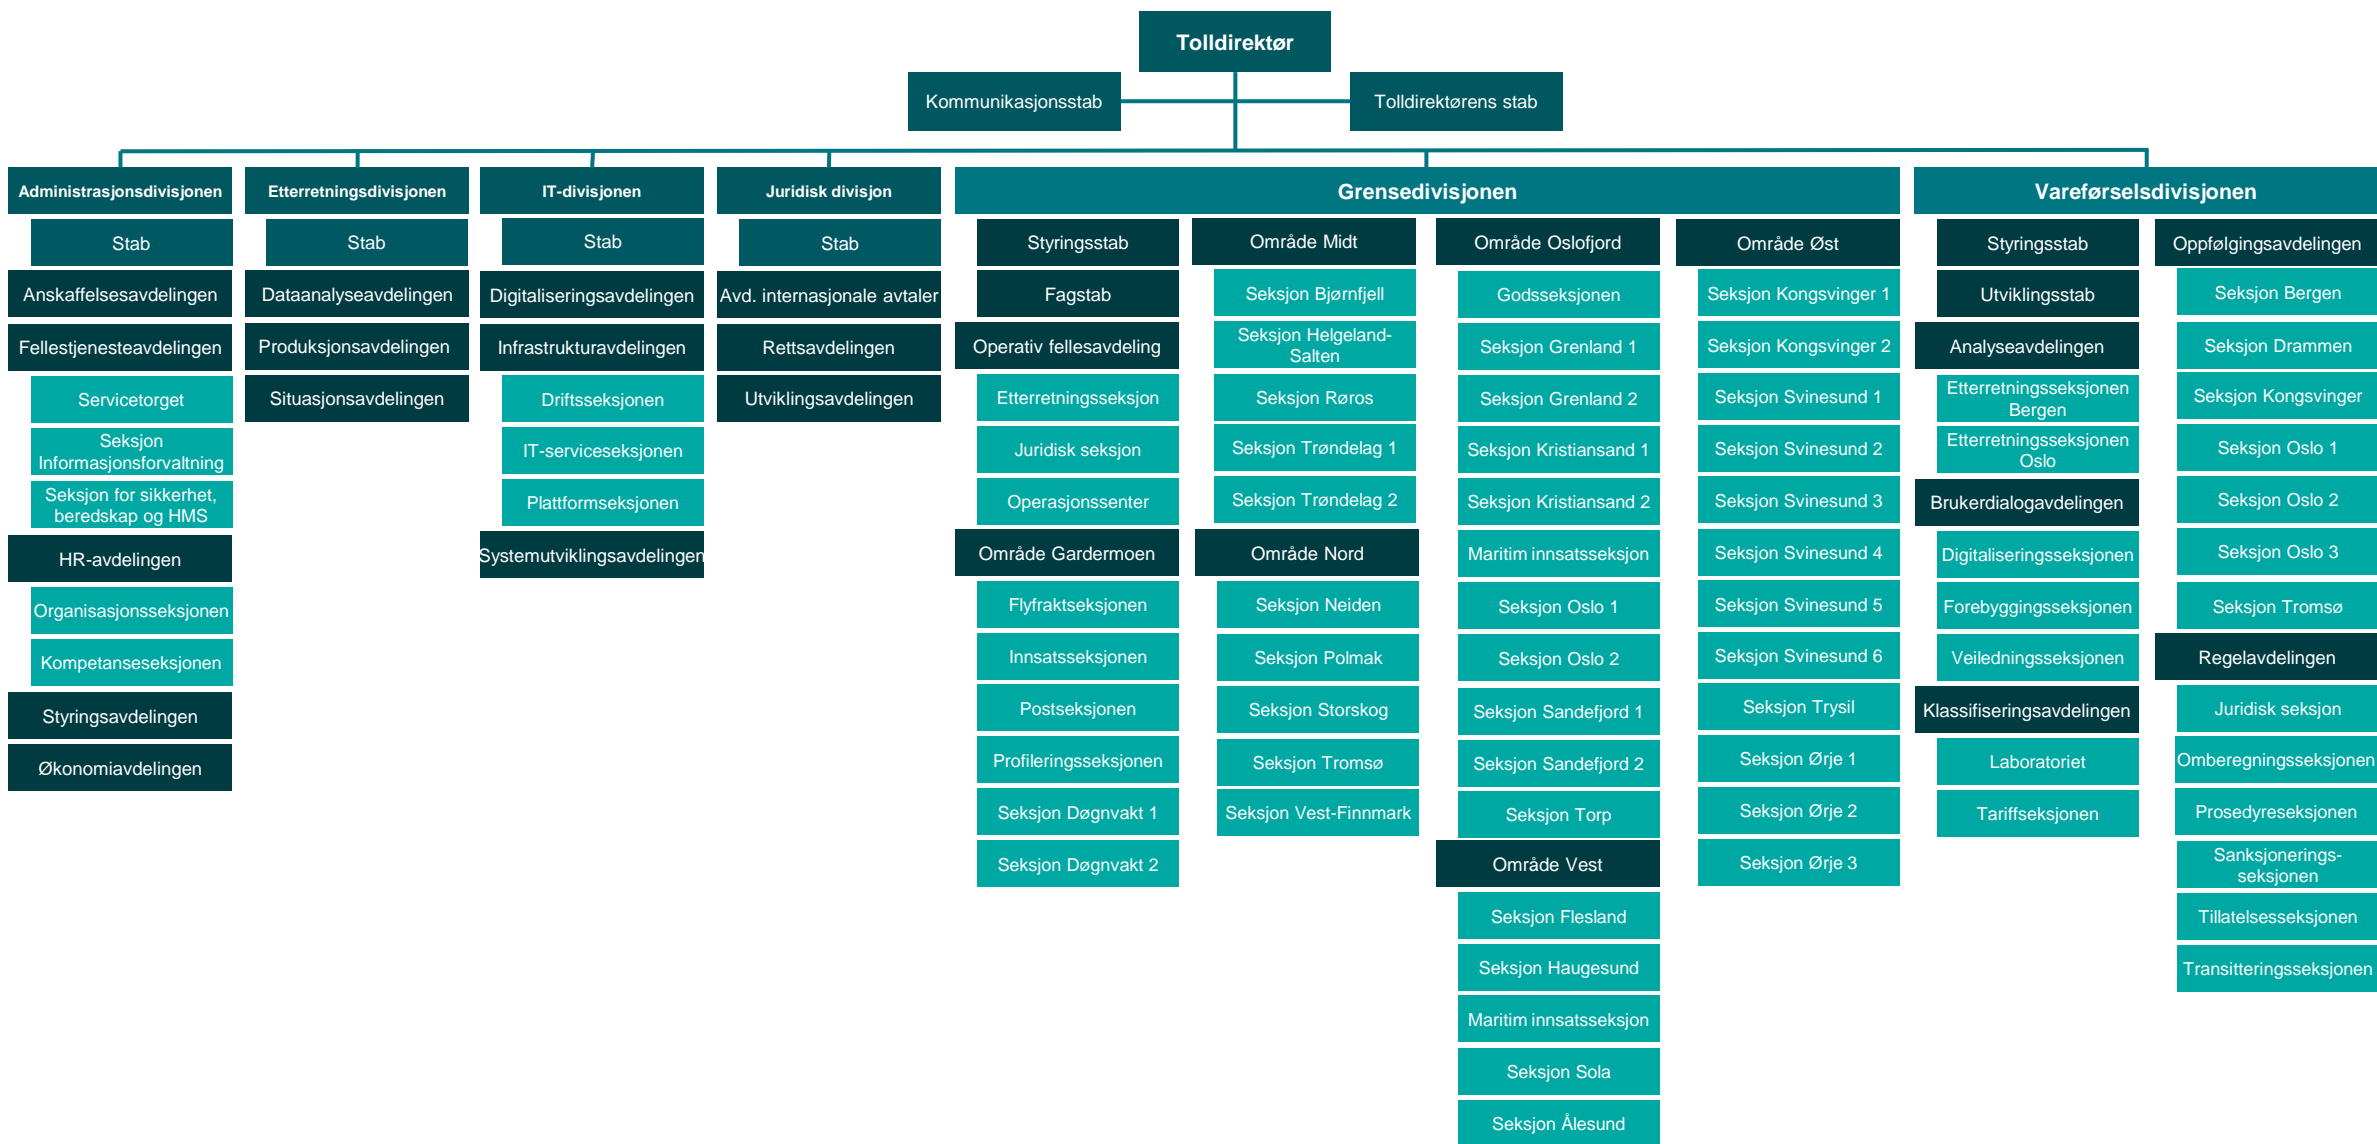 Tolldirektør
Kommunikasjonsstab
Tolldirektørens stab
Administrasjonsdivisjonen
Stab
Anskaffelsesavdelingen
Fellestjenesteavdelingen
Servicetorget
Seksjon
Informasjonsforvaltning
Seksjon for sikkerhet,
beredskap og HMS
HR-avdelingen
Organisasjonsseksjonen
Kompetanseseksjonen
Styringsavdelingen
Økonomiavdelingen
Etterretningsdivisjonen
Stab
Dataanalyseavdelingen
Produksjonsavdelingen
Situasjonsavdelingen
IT-divisjonen
Stab
Digitaliseringsavdelingen
Infrastrukturavdelingen
Driftsseksjonen
IT-serviceseksjonen
Plattformseksjonen
Systemutviklingsavdelingen
Juridisk divisjon
Stab
Avd. internasjonale avtaler
Rettsavdelingen
Utviklingsavdelingen
Grensedivisjonen
Styringsstab
Fagstab
Operativ fellesavdeling
Etterretningsseksjon
Juridisk seksjon
Operasjonssenter
Område Gardermoen
Flyfraktseksjonen
Innsatsseksjonen
Postseksjonen
Profileringsseksjonen
Seksjon Døgnvakt 1
Seksjon Døgnvakt 2
Område Midt
Seksjon Bjørnfjell
Seksjon Helgeland-
Salten
Seksjon Røros
Seksjon Trøndelag 1
Seksjon Trøndelag 2
Område Nord
Seksjon Neiden
Seksjon Polmak
Seksjon Storskog
Seksjon Tromsø
Seksjon Vest-Finnmark
Område Oslofjord
Godsseksjonen
Seksjon Grenland 1
Seksjon Grenland 2
Seksjon Kristiansand 1
Seksjon Kristiansand 2
Maritim innsatsseksjon
Seksjon Oslo 1
Seksjon Oslo 2
Seksjon Sandefjord 1
Seksjon Sandefjord 2
Seksjon Torp
Område Vest
Seksjon Flesland
Seksjon Haugesund
Maritim innsatsseksjon
Seksjon Sola
Seksjon Ålesund
Område Øst
Seksjon Kongsvinger 1
Seksjon Kongsvinger 2
Seksjon Svinesund 1
Seksjon Svinesund 2
Seksjon Svinesund 3
Seksjon Svinesund 4
Seksjon Svinesund 5
Seksjon Svinesund 6
Seksjon Trysil
Seksjon Ørje 1
Seksjon Ørje 2
Seksjon Ørje 3
Vareførselsdivisjonen
Styringsstab
Utviklingsstab
Analyseavdelingen
Etterretningsseksjonen
Bergen
Etterretningsseksjonen
Oslo
Brukerdialogavdelingen
Digitaliseringsseksjonen
Forebyggingsseksjonen
Veiledningsseksjonen
Klassifiseringsavdelingen
Laboratoriet
Tariffseksjonen
Oppfølgingsavdelingen
Seksjon Bergen
Seksjon Drammen
Seksjon Kongsvinger
Seksjon Oslo 1
Seksjon Oslo 2
Seksjon Oslo 3
Seksjon Tromsø
Regelavdelingen
Juridisk seksjon
Omberegningsseksjonen
Prosedyreseksjonen
Sanksjonerings-
seksjonen
Tillatelsesseksjonen
Transitteringsseksjonen